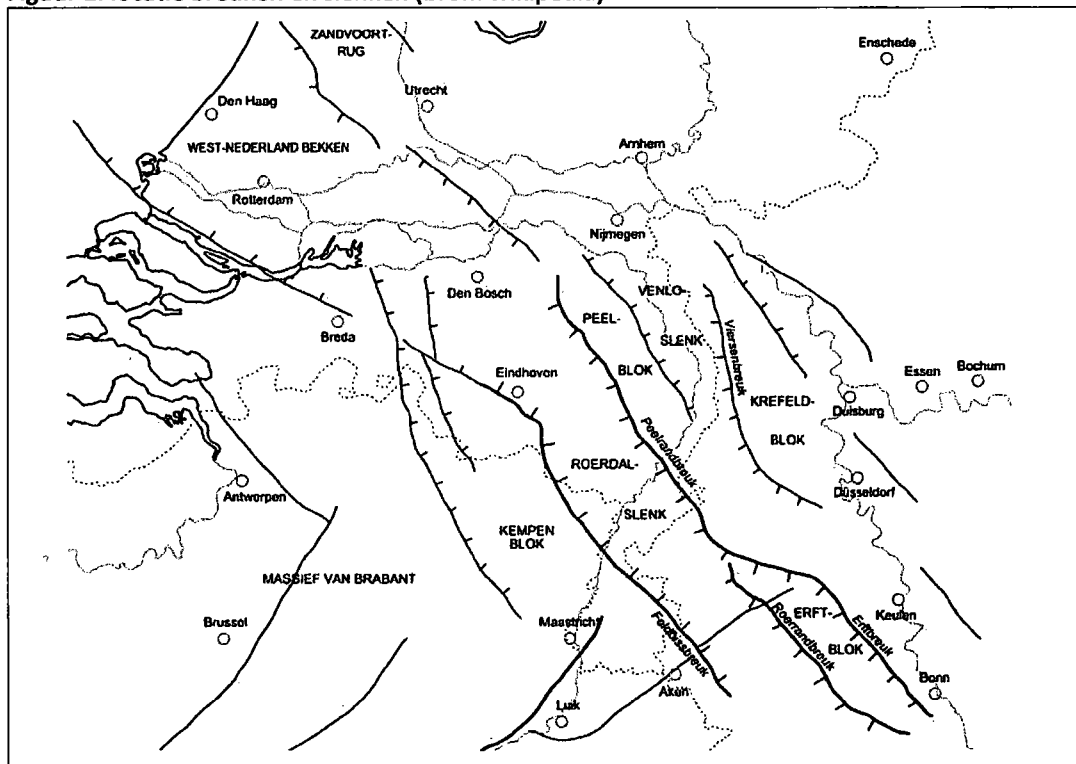 ZANDVOORT-
RUG
Enschede
Utrecht
Den Haag
WEST-NEDERLAND BEKKEN
Arnhem
Rotterdam
Nijmegen
Den Bosch
VENLO-
SLENK
PEEL-
BLOK
Breda
Viersenbreuk
Eindhoven
Essen
Bochum
KREFELD-
BLOK
Duisburg
Peelrandbreuk
ROERDAL-
SLENK
Antwerpen
Düsseldorf
KEMPEN
BLOK
MASSIEF VAN BRABANT
Brussel
Maastricht
Feldbissbreuk
ERFT-
BLOK
Roerrandbreuk
Erftbreuk
Keulen
Luik
Aken
Bonn